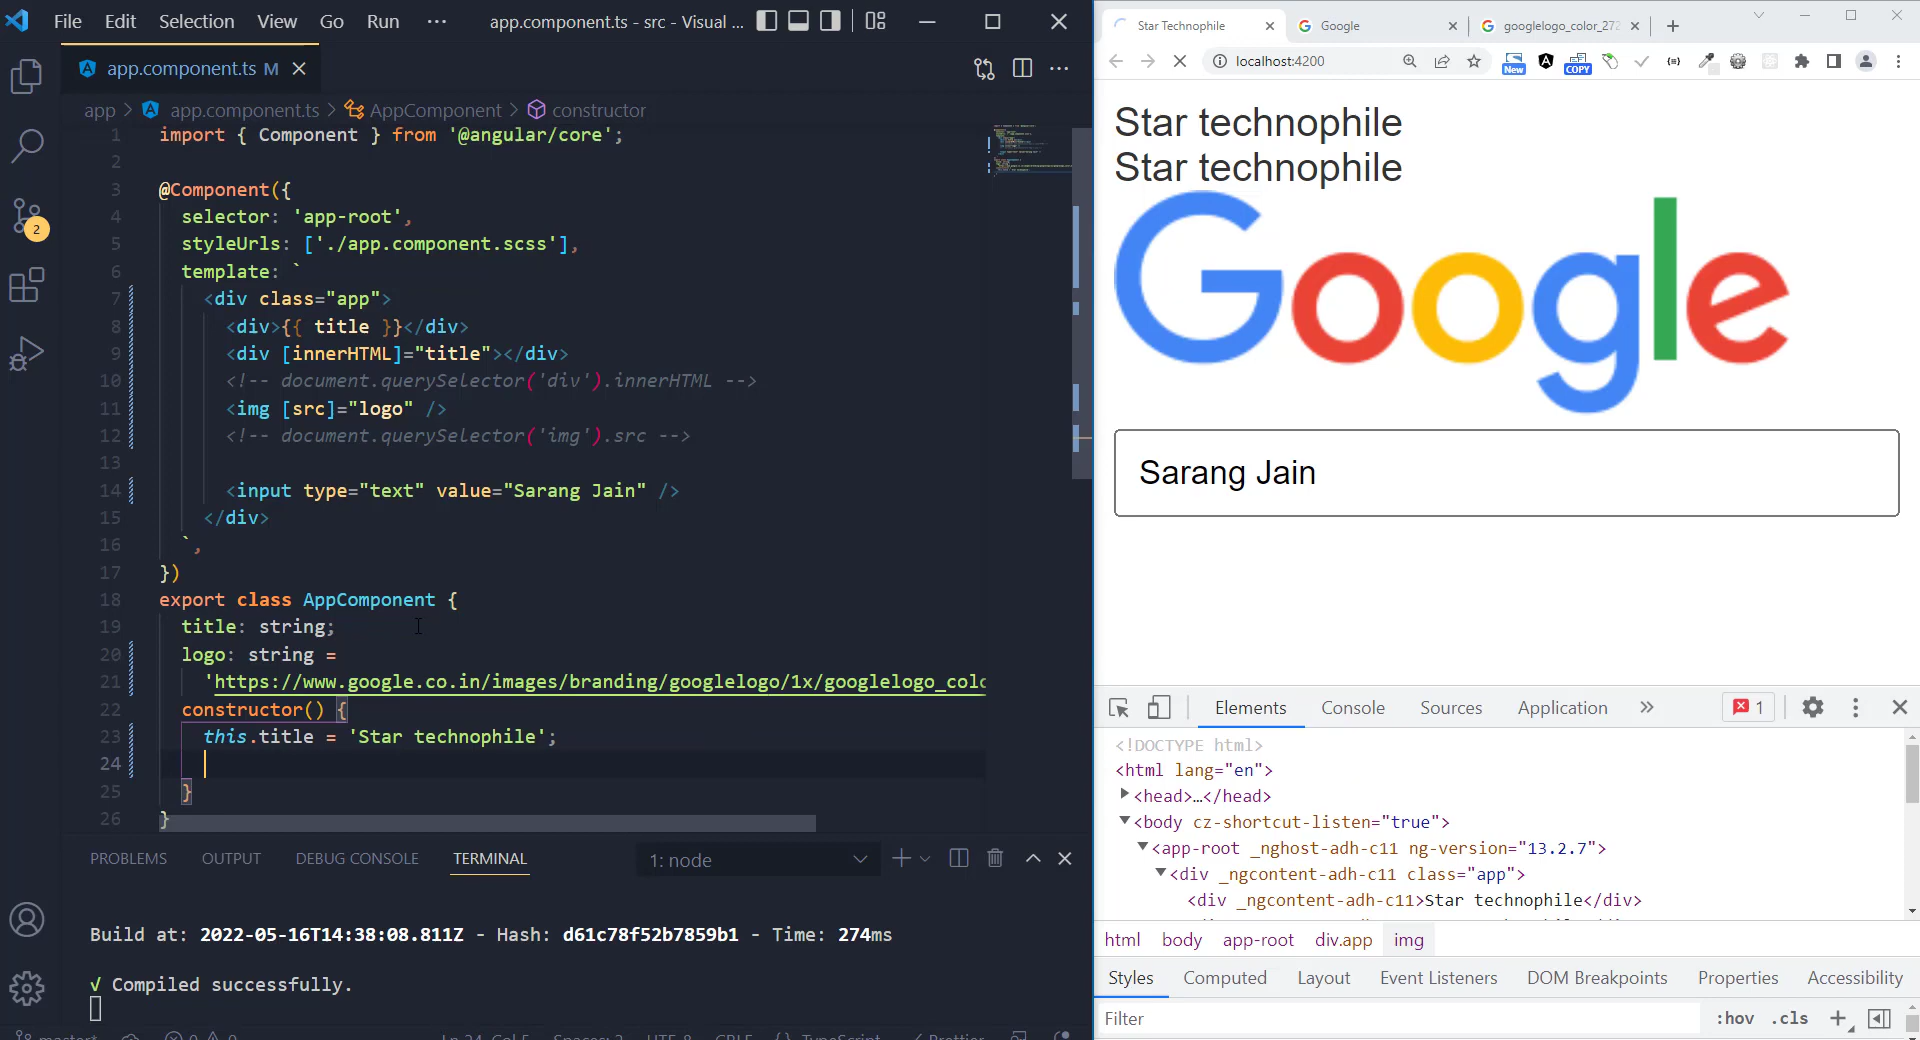 File Edit Selection View Go Run ··· app.component.ts - src - Visual ...
app.component.ts M
app > app.component.ts > AppComponent > constructor
1 import { Component } from '@angular/core';
2
3 @Component({
4 selector: 'app-root',
5 styleUrls: ['./app.component.scss'],
6 template: `
7 <div class="app">
8 <div>{{ title }}</div>
9 <div [innerHTML]="title"></div>
10 <!-- document.querySelector('div').innerHTML -->
11 <img [src]="logo" />
12 <!-- document.querySelector('img').src -->
13
14 <input type="text" value="Sarang Jain" />
15 </div>
16 `,
17 })
18 export class AppComponent {
19 title: string;
20 logo: string =
21 'https://www.google.co.in/images/branding/googlelogo/1x/googlelogo_colo
22 constructor() {
23 this.title = 'Star technophile';
24
25 }
26 }
2
PROBLEMS OUTPUT DEBUG CONSOLE TERMINAL 1: node
Build at: 2022-05-16T14:38:08.811Z - Hash: d61c78f52b7859b1 - Time: 274ms
√ Compiled successfully.
Star Technophile Google googlelogo_color_272
localhost:4200 New COPY
Star technophile
Star technophile
Google
Sarang Jain
Elements Console Sources Application 1
<!DOCTYPE html>
<html lang="en">
<head>…</head>
<body cz-shortcut-listen="true">
<app-root _nghost-adh-c11 ng-version="13.2.7">
<div _ngcontent-adh-c11 class="app">
<div _ngcontent-adh-c11>Star technophile</div>
html body app-root div.app img
Styles Computed Layout Event Listeners DOM Breakpoints Properties Accessibility
Filter :hov .cls